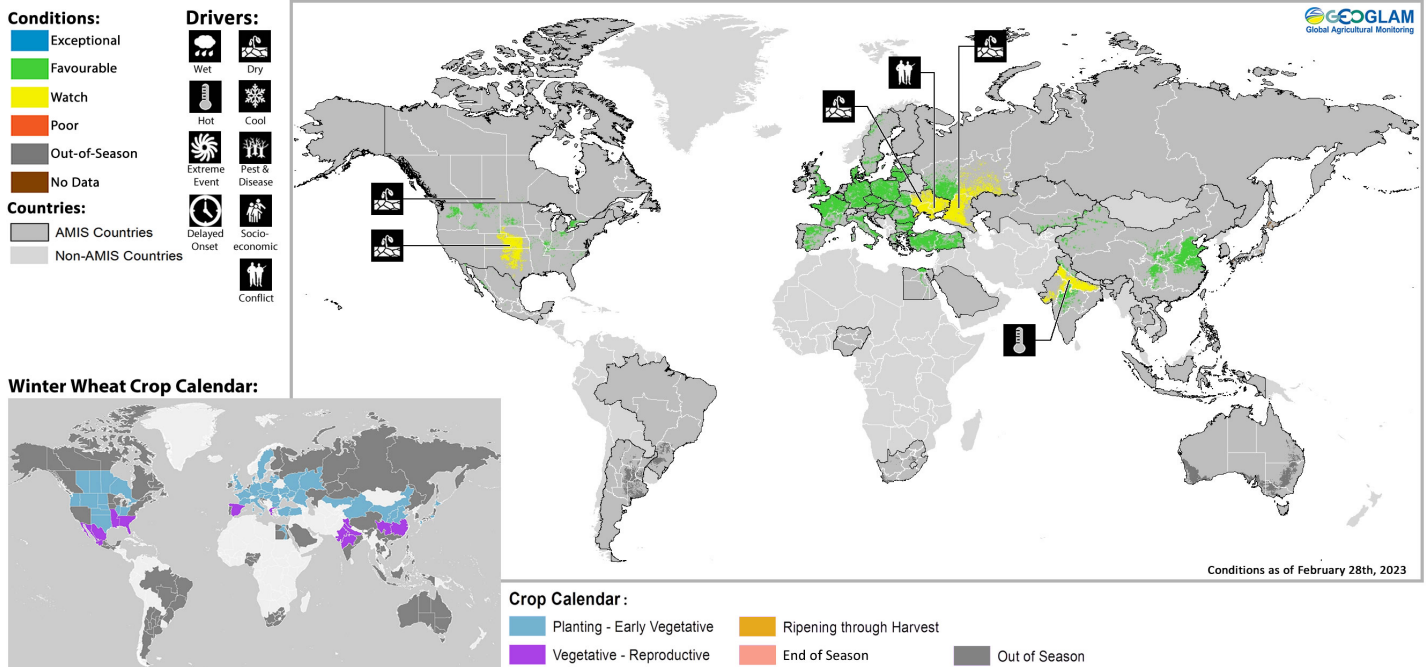 Conditions:
Exceptional
Favourable
Watch
Poor
Out-of-Season
No Data
Countries:
AMIS Countries
Non-AMIS Countries
Drivers:
Wet
Dry
Hot
Cool
Extreme
Event
Pest &
Disease
Delayed
Onset
Socio-
economic
Conflict
GEOGLAM
Global Agricultural Monitoring
Conditions as of February 28th, 2023
Winter Wheat Crop Calendar:
Crop Calendar :
Planting - Early Vegetative
Vegetative - Reproductive
Ripening through Harvest
End of Season
Out of Season